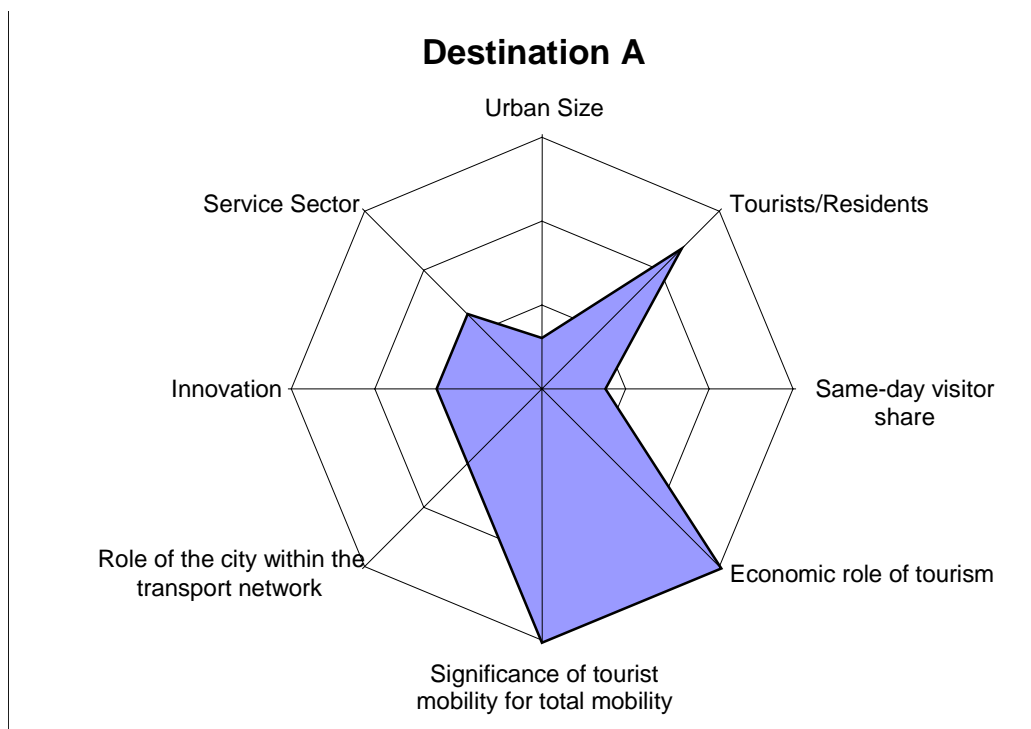 Destination A
Urban Size
Service Sector
Tourists/Residents
Innovation
Same-day visitor
share
Role of the city within the
transport network
Economic role of tourism
Significance of tourist
mobility for total mobility